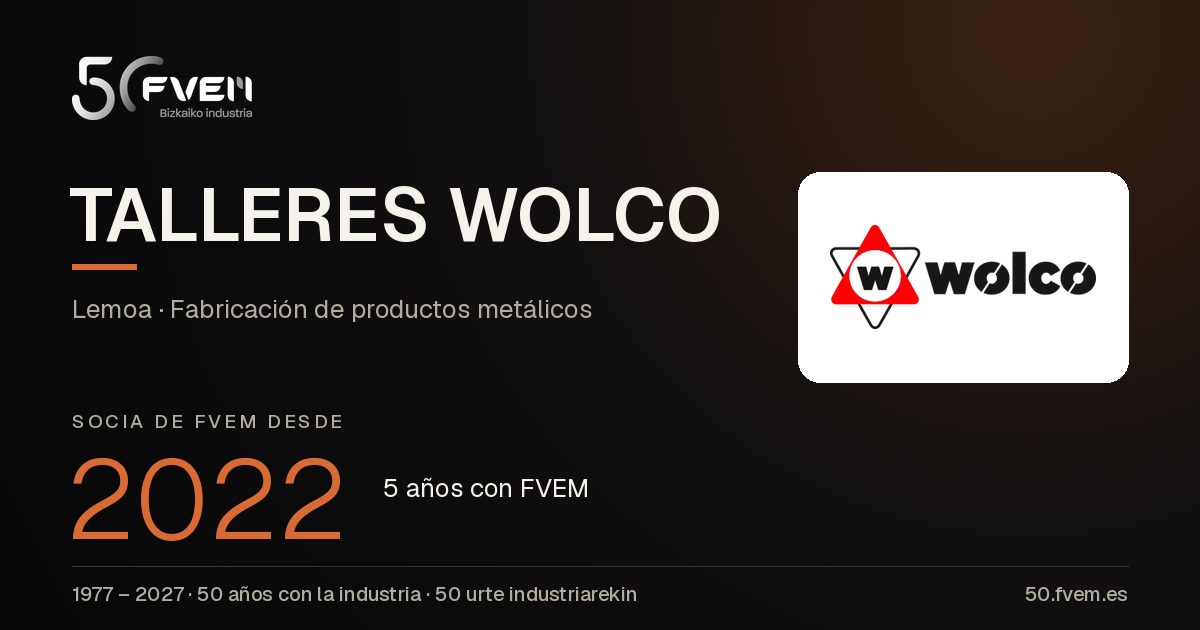 50 FVEM
Bizkaiko industria
TALLERES WOLCO
Lemoa · Fabricación de productos metálicos
W wolco
SOCIA DE FVEM DESDE
2022
5 años con FVEM
1977 – 2027 · 50 años con la industria · 50 urte industriarekin
50.fvem.es